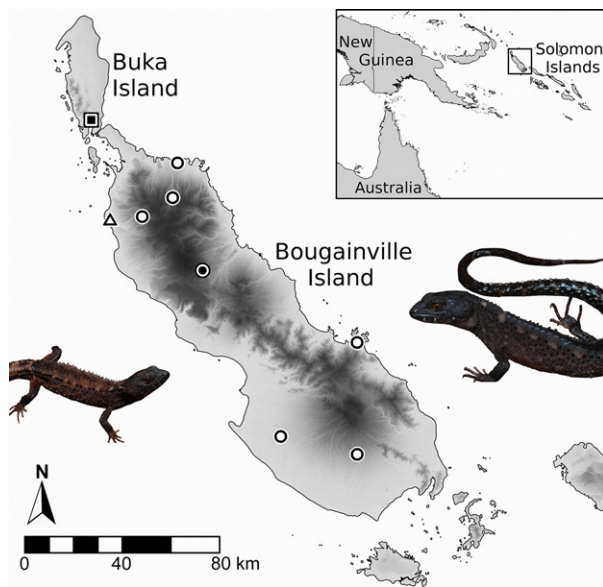 Buka
Island
New
Guinea
Solomon
Islands
Australia
Bougainville
Island
N
0 40 80 km